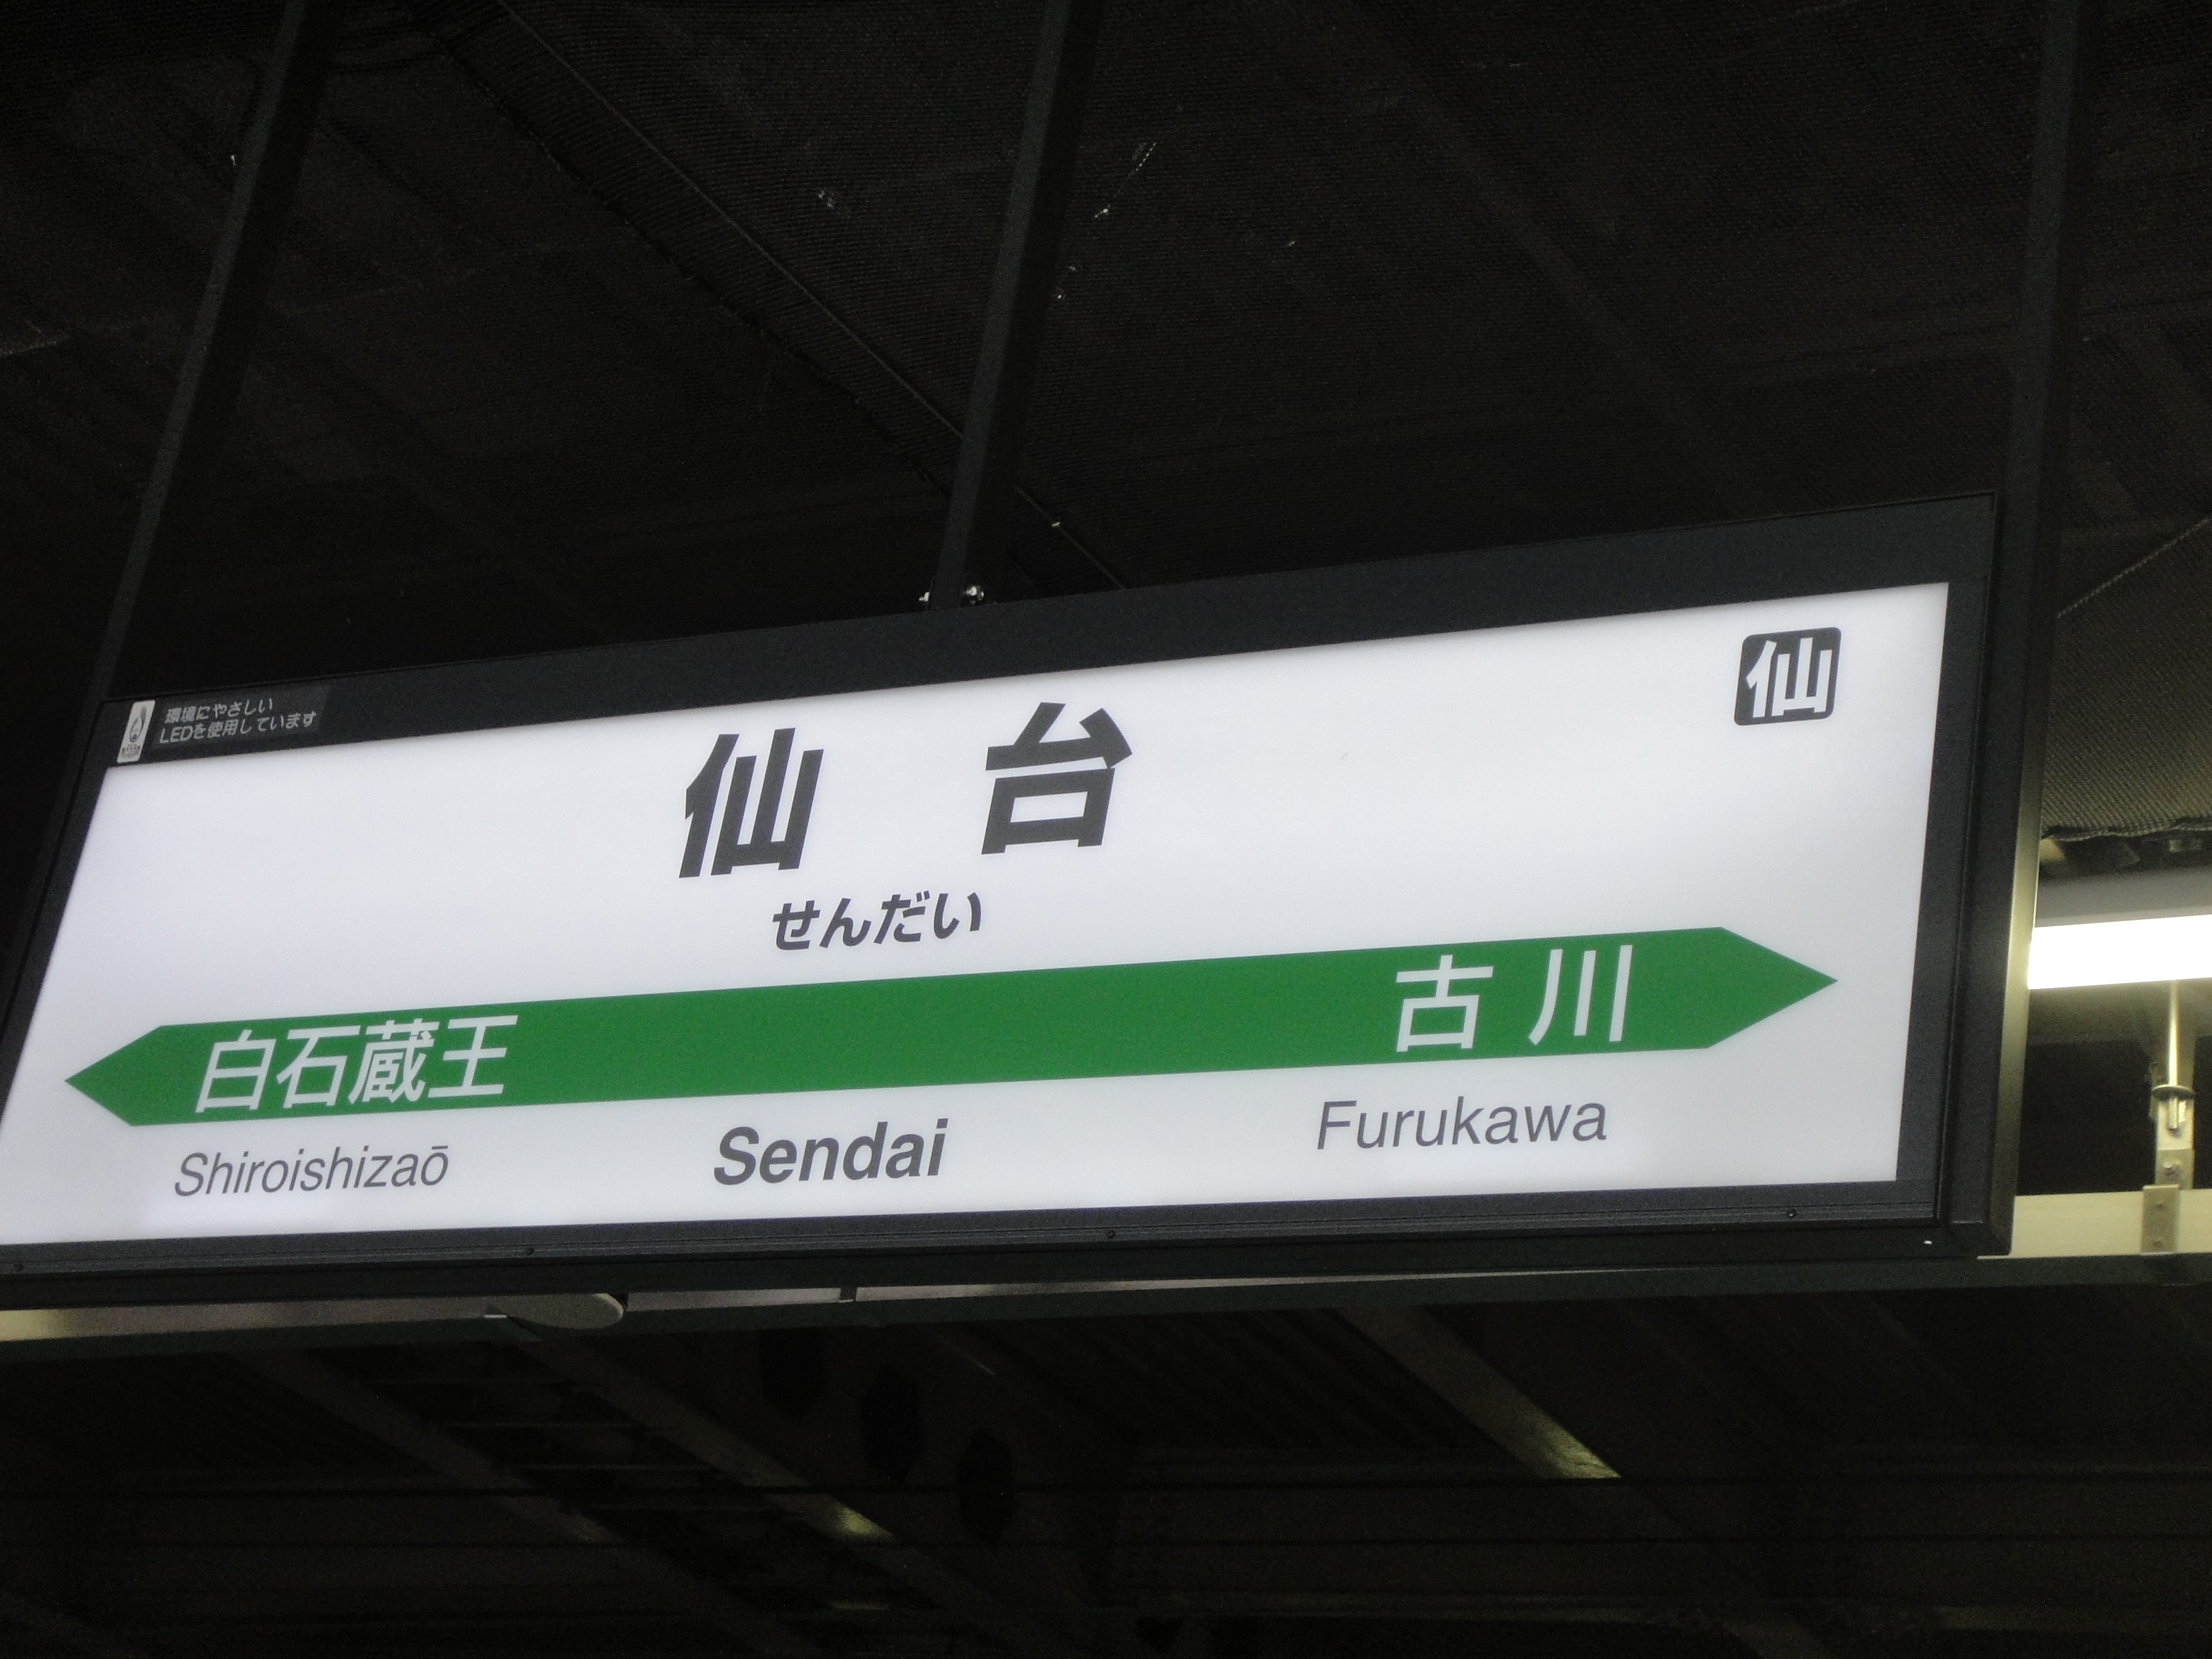 環境にやさしい
LEDを使用しています
仙
仙台
せんだい
白石蔵王 古川
Shiroishizaō Sendai Furukawa